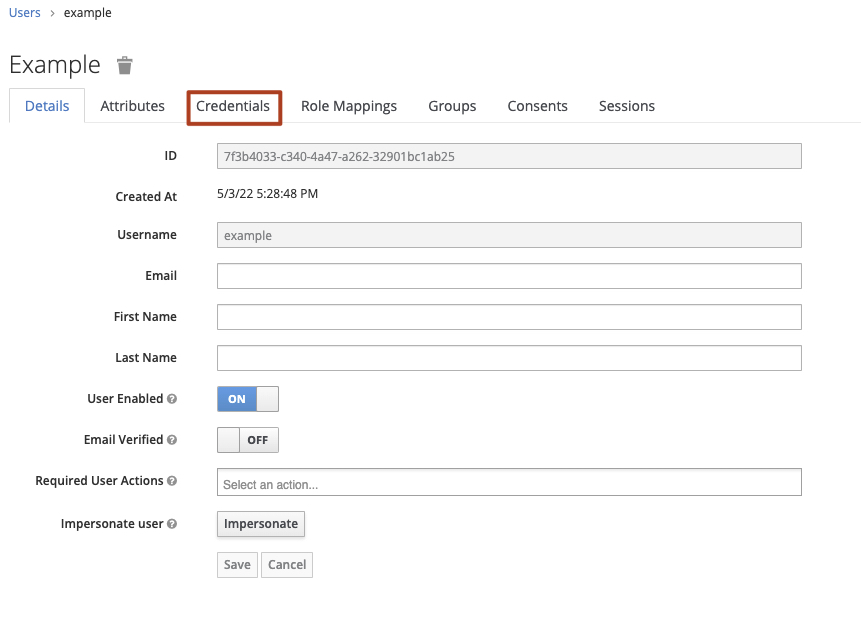 Users > example
Example
Details Attributes Credentials Role Mappings Groups Consents Sessions
ID 7f3b4033-c340-4a47-a262-32901bc1ab25
Created At 5/3/22 5:28:48 PM
Username example
Email
First Name
Last Name
User Enabled ? ON
Email Verified ? OFF
Required User Actions ? Select an action...
Impersonate user ? Impersonate
Save Cancel